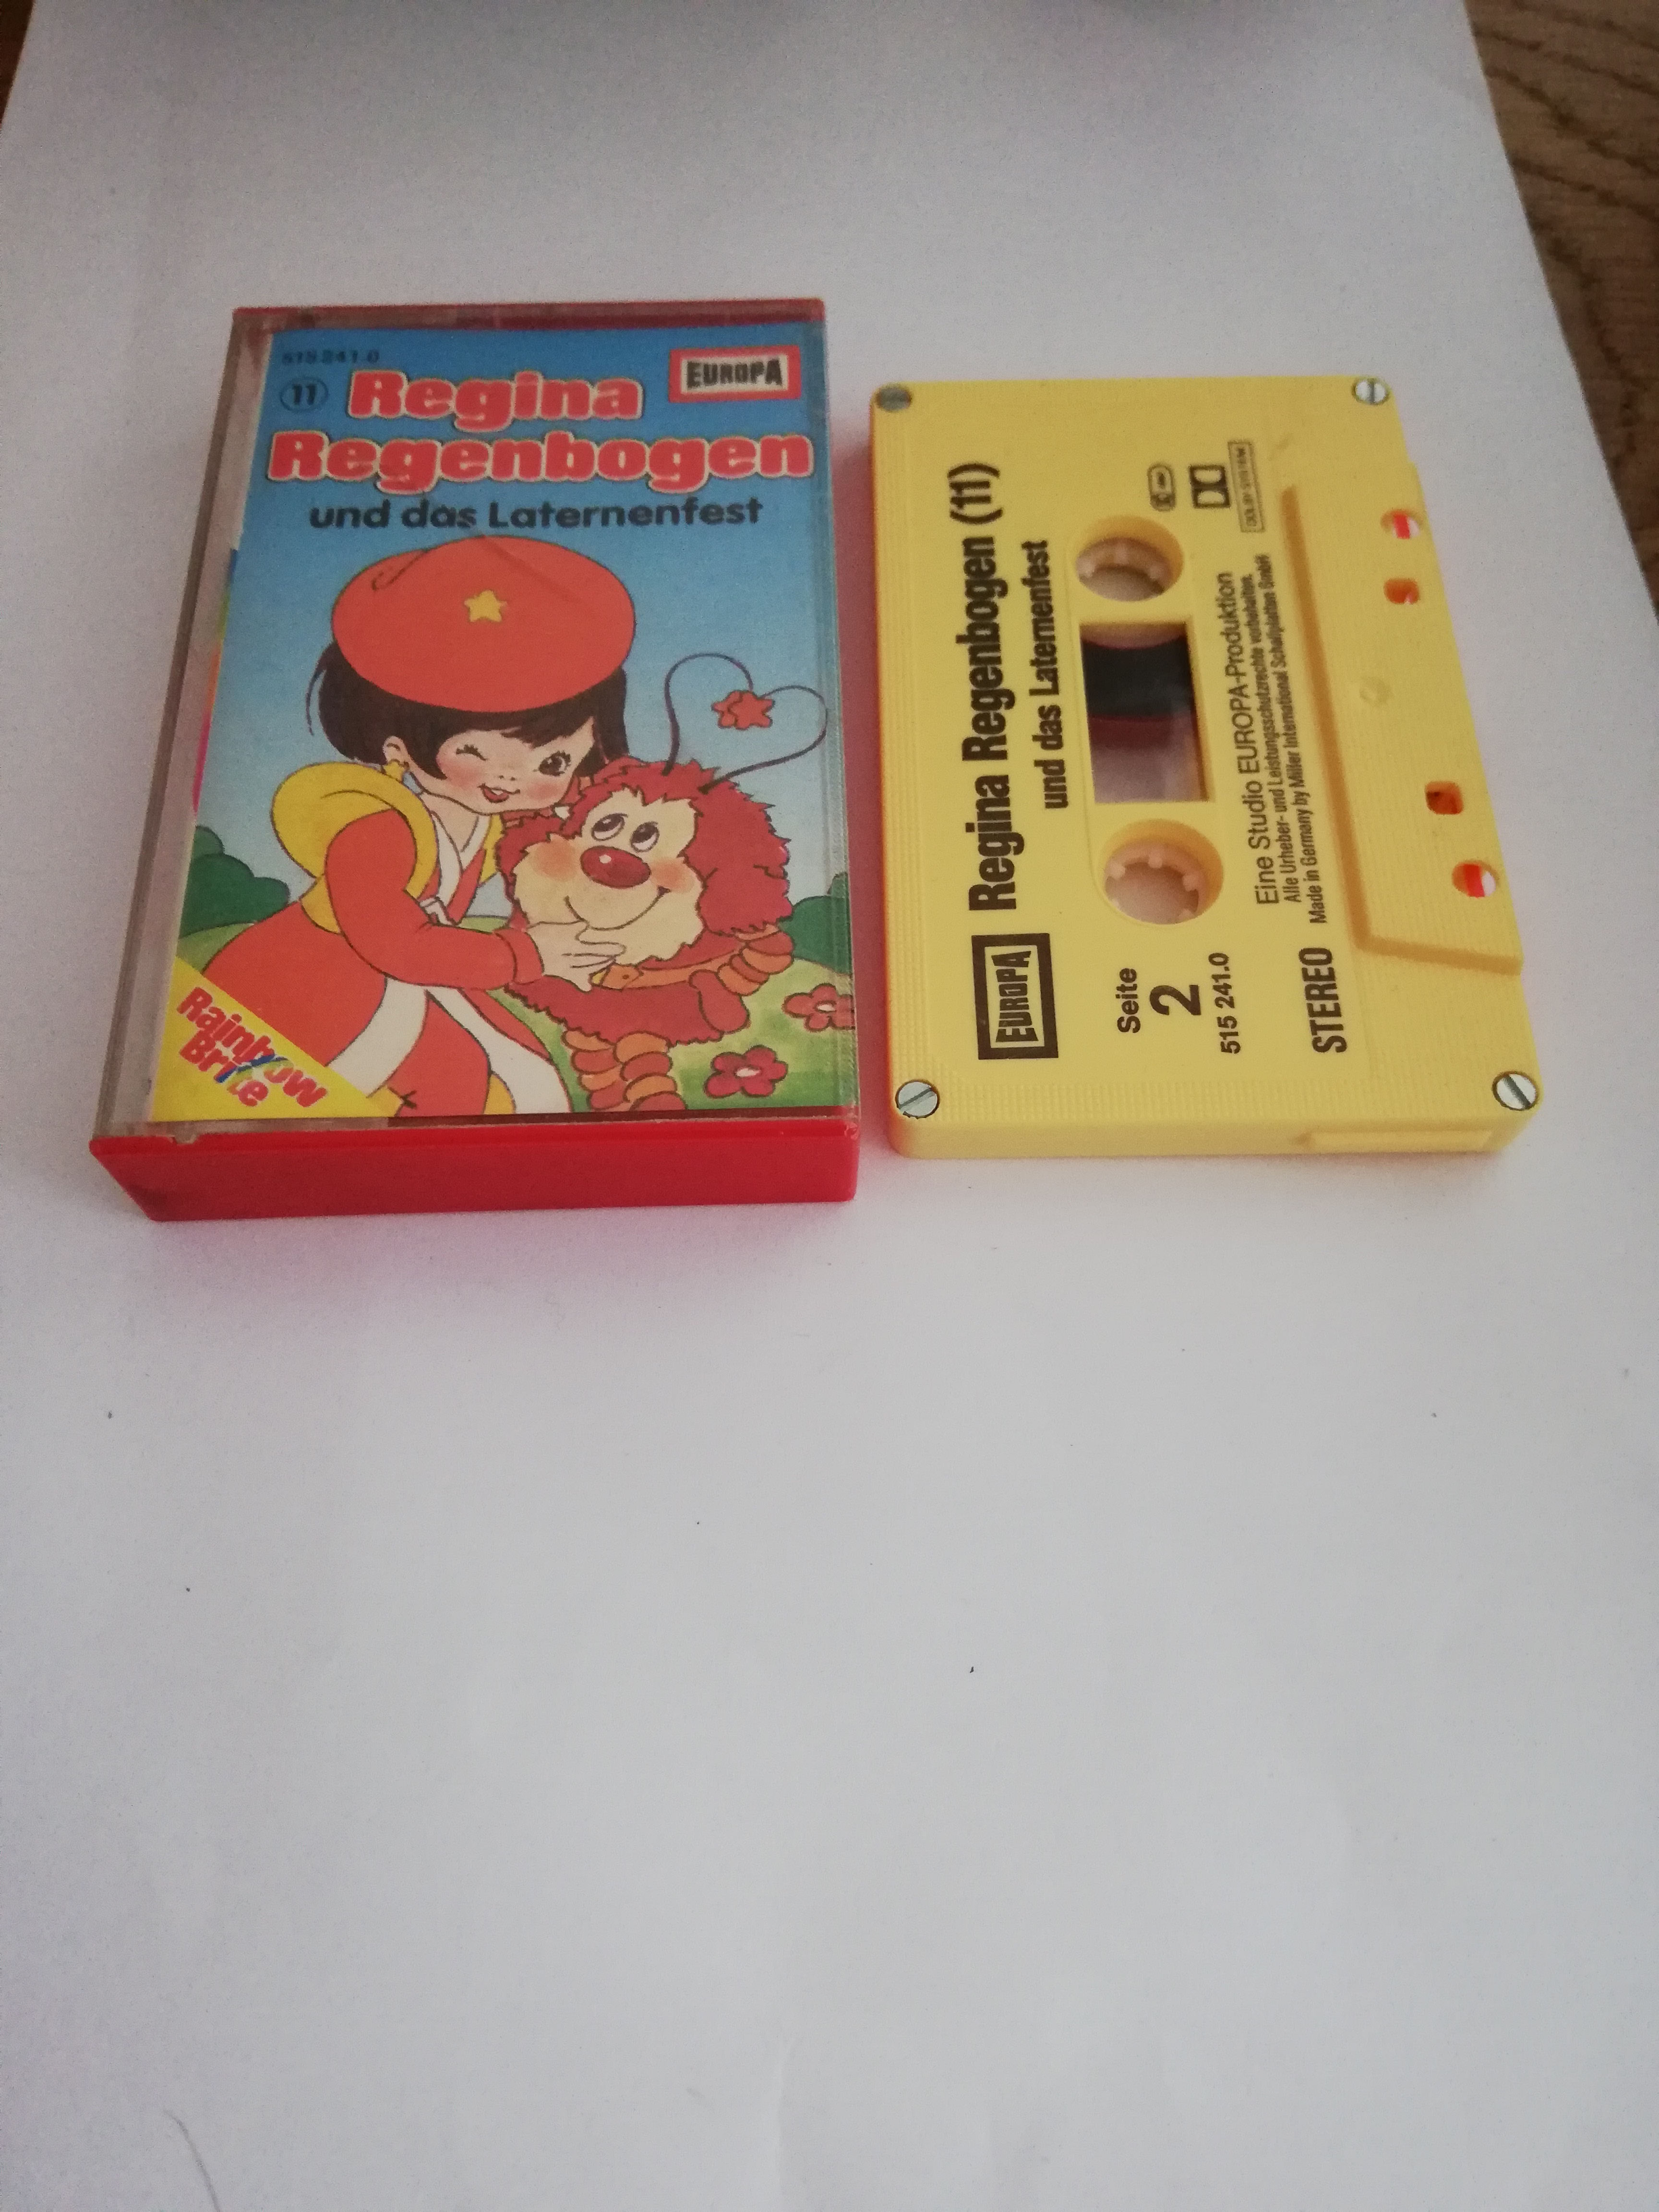 515 241.0
EUROPA
11
Regina
Regenbogen
und das Laternenfest
Rainbow
Brite
EUROPA
Regina Regenbogen (11)
und das Laternenfest
Seite
2
515 241.0
DOLBY SYSTEM
Eine Studio EUROPA-Produktion
Alle Urheber- und Leistungsschutzrechte vorbehalten.
Made in Germany by Miller International Schallplatten GmbH
STEREO